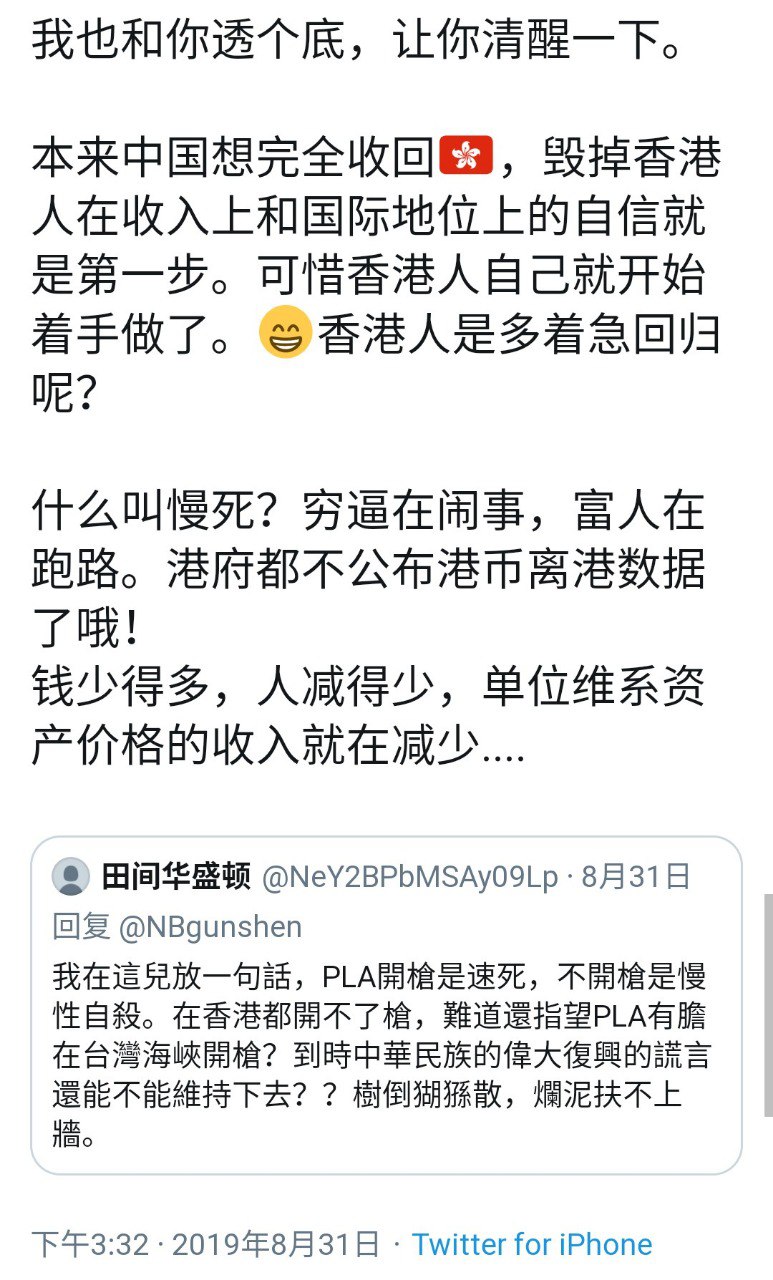 我也和你透个底，让你清醒一下。
本来中国想完全收回🇭🇰，毁掉香港
人在收入上和国际地位上的自信就
是第一步。可惜香港人自己就开始
着手做了。😁香港人是多着急回归
呢？
什么叫慢死？穷逼在闹事，富人在
跑路。港府都不公布港币离港数据
了哦！
钱少得多，人减得少，单位维系资
产价格的收入就在减少....
田间华盛顿 @NeY2BPbMSAy09Lp · 8月31日
回复 @NBgunshen
我在這兒放一句話，PLA開槍是速死，不開槍是慢
性自殺。在香港都開不了槍，難道還指望PLA有膽
在台灣海峽開槍？到時中華民族的偉大復興的謊言
還能不能維持下去？？樹倒猢猻散，爛泥扶不上
牆。
下午3:32 · 2019年8月31日 · Twitter for iPhone